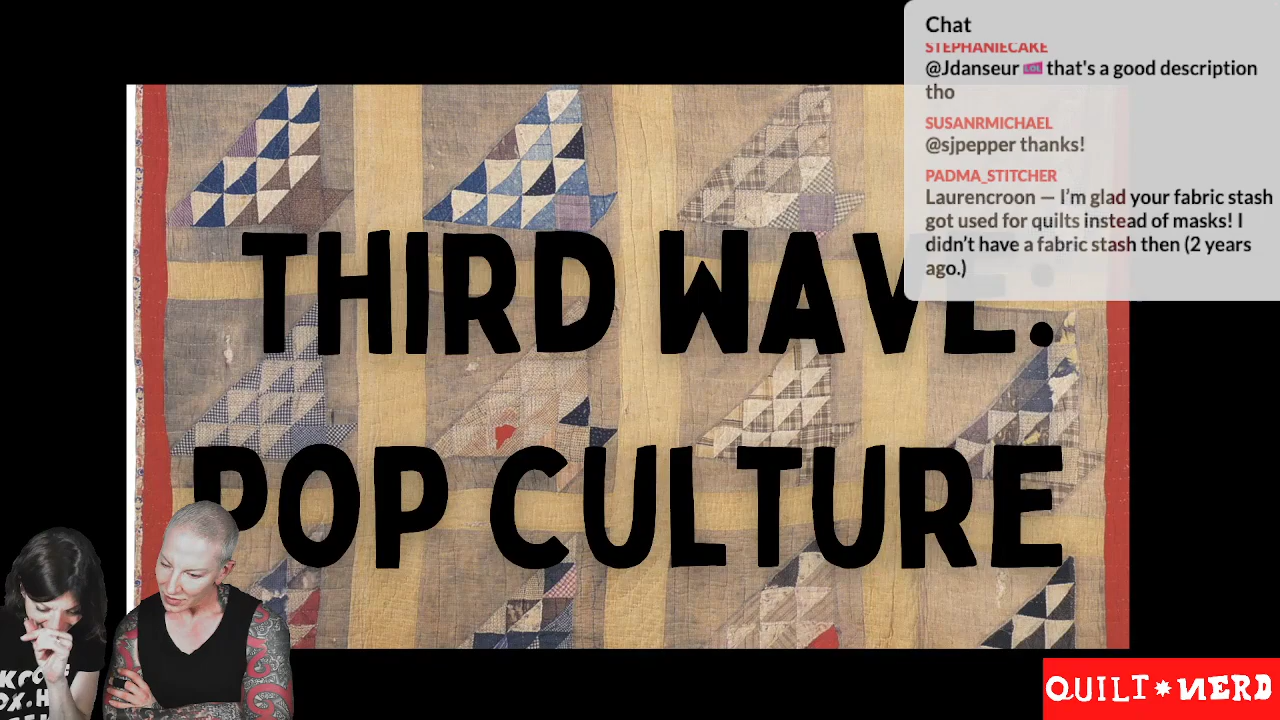 Chat
STEPHANIECAKE
@Jdanseur LOL that's a good description
tho
SUSANRMICHAEL
@sjpepper thanks!
PADMA_STITCHER
Laurencroon — I’m glad your fabric stash
got used for quilts instead of masks! I
didn’t have a fabric stash then (2 years
ago.)
THIRD WAVE:
POP CULTURE
QUILT*NERD